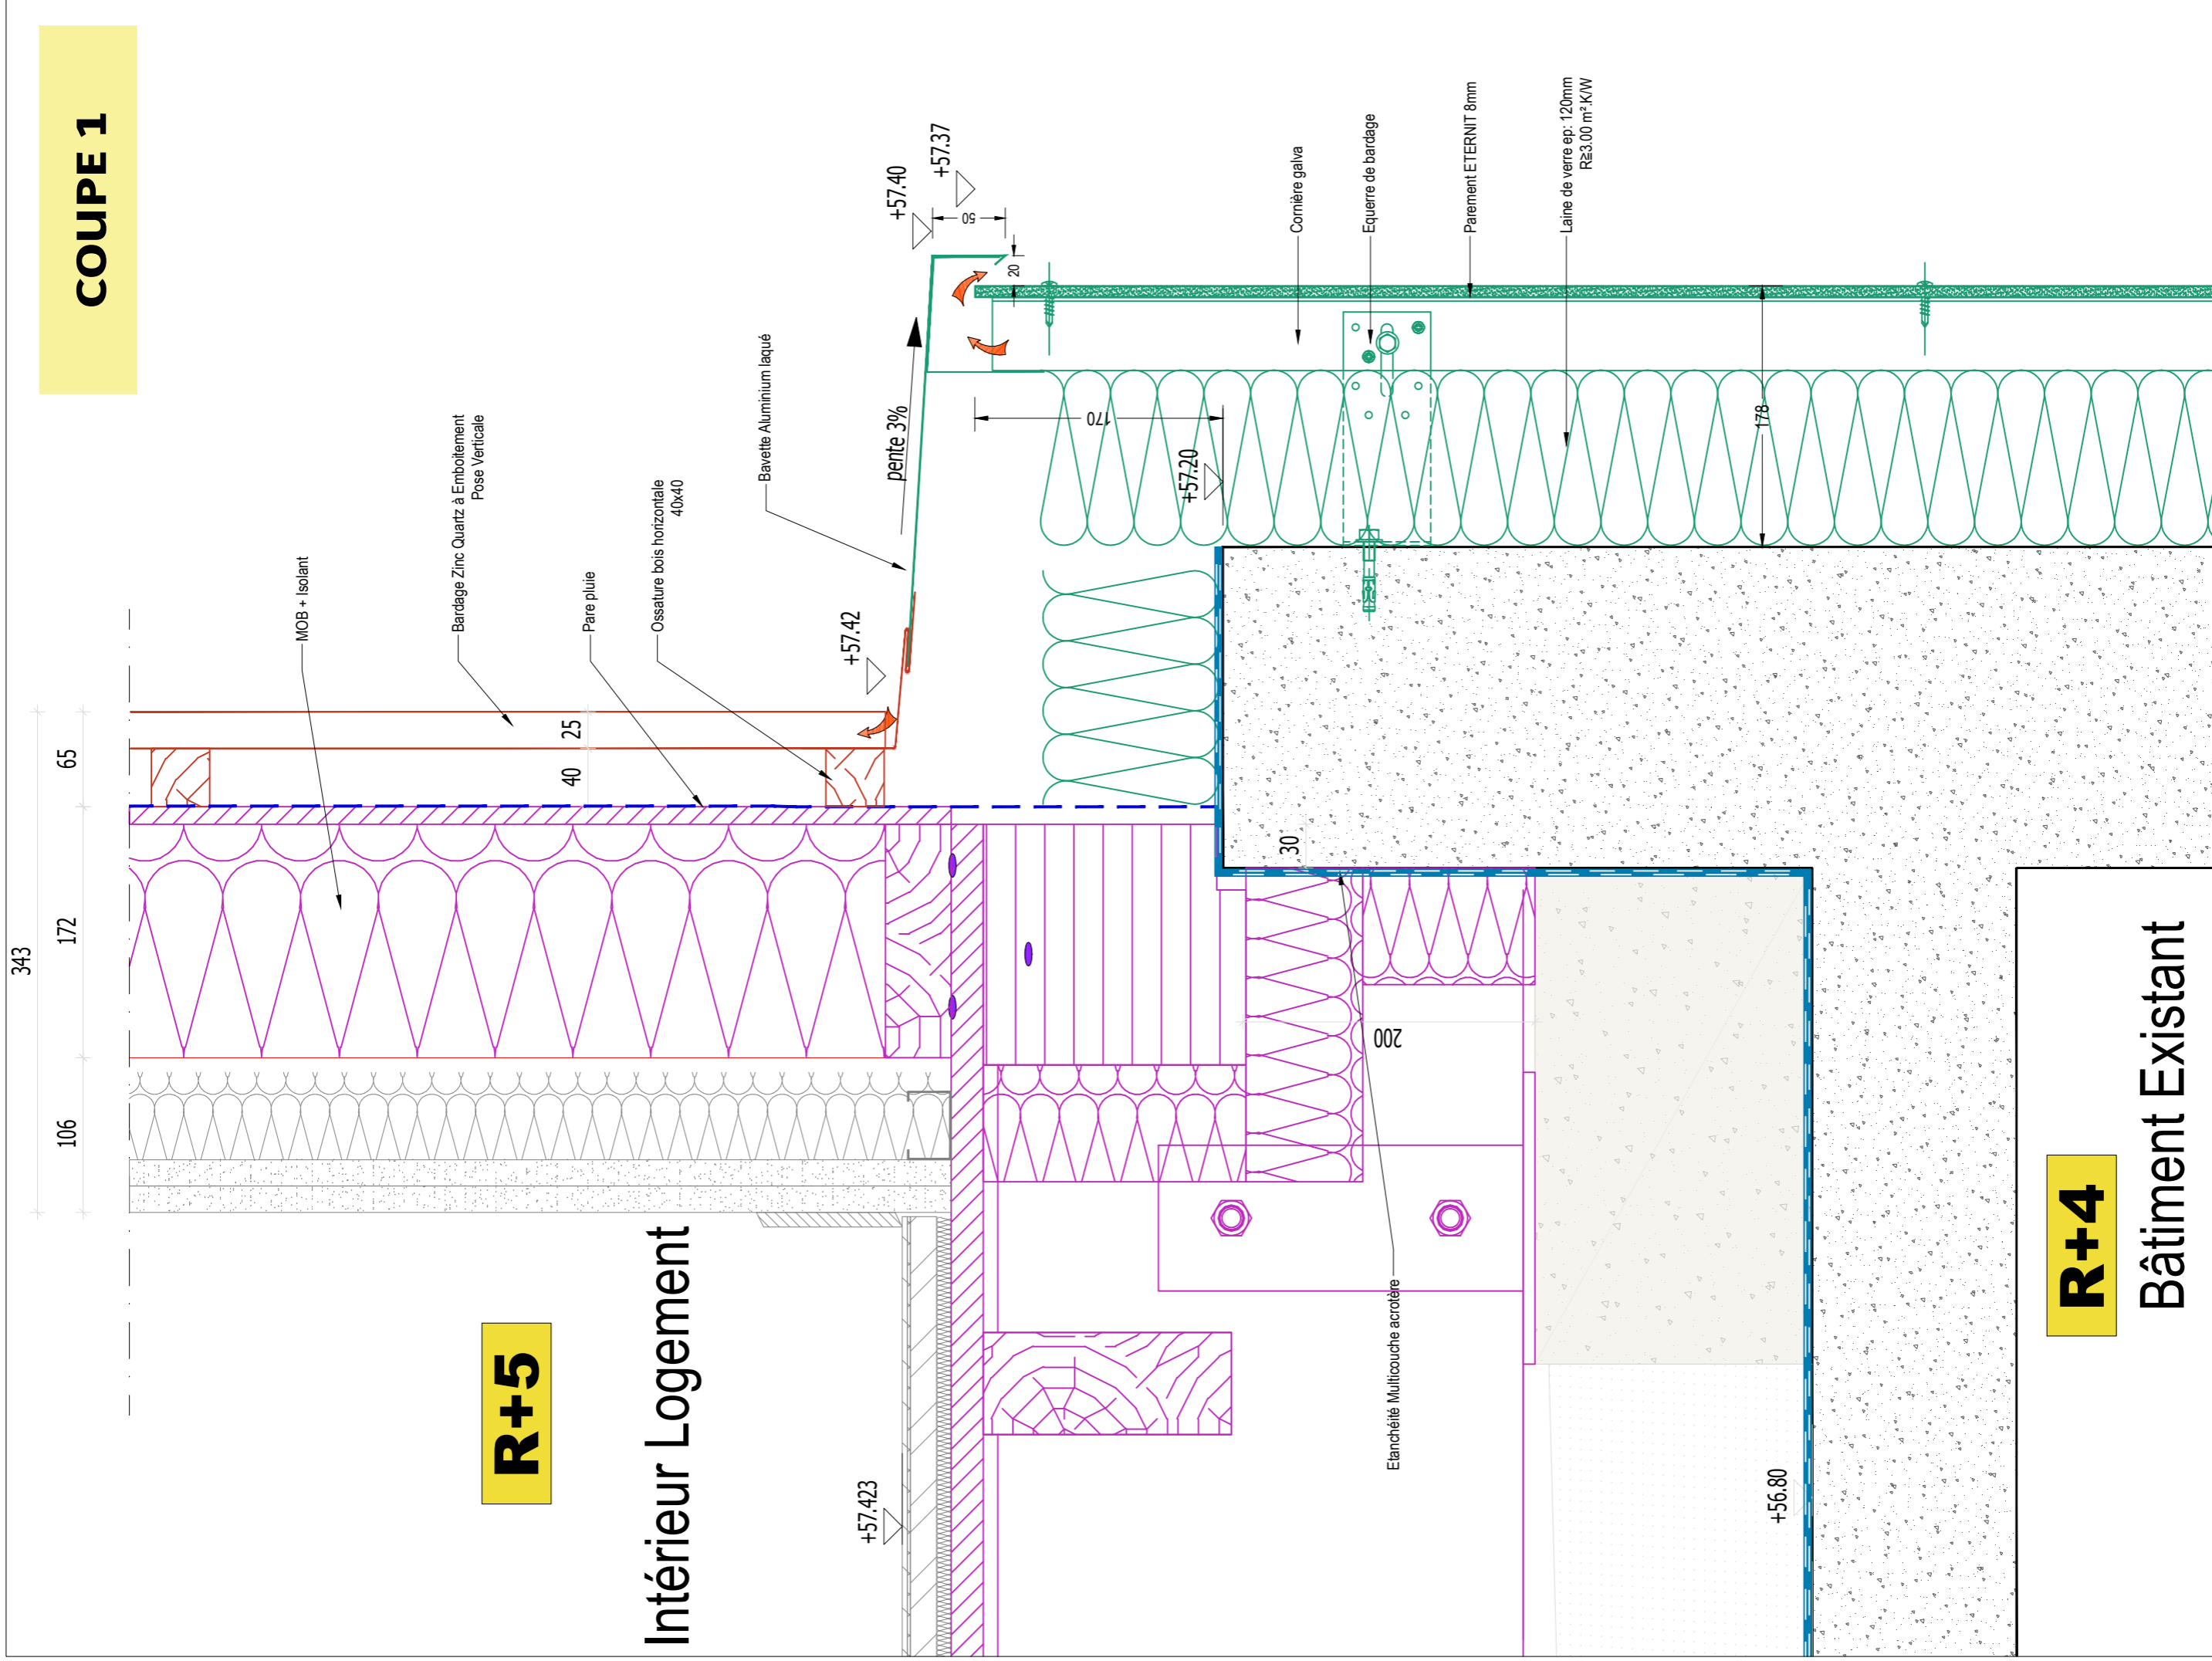 COUPE 1
343
65
172
106
MOB + Isolant
Bardage Zinc Quartz à Emboitement
Pose Verticale
Pare pluie
Ossature bois horizontale
40x40
Bavette Aluminium laqué
25
40
+57.42
pente 3%
+57.40
+57.37
50
20
170
+57.20
Cornière galva
Equerre de bardage
Parement ETERNIT 8mm
Laine de verre ep: 120mm
R≥3.00 m².K/W
178
30
200
Etanchéité Multicouche acrotère
R+5
Intérieur Logement
+57.423
+56.80
R+4
Bâtiment Existant